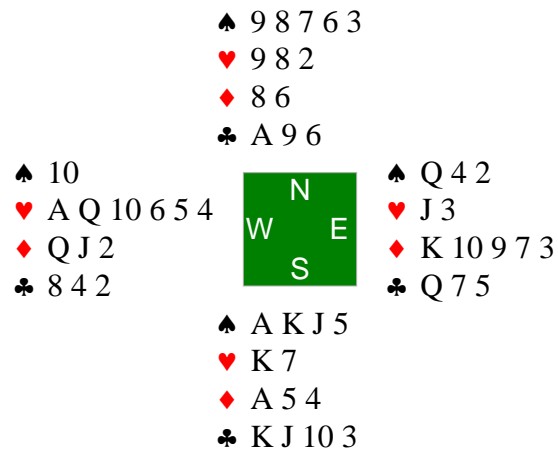 ♠ 9 8 7 6 3
♥ 9 8 2
♦ 8 6
♣ A 9 6
♠ 10
♥ A Q 10 6 5 4
♦ Q J 2
♣ 8 4 2
N
W E
S
♠ Q 4 2
♥ J 3
♦ K 10 9 7 3
♣ Q 7 5
♠ A K J 5
♥ K 7
♦ A 5 4
♣ K J 10 3